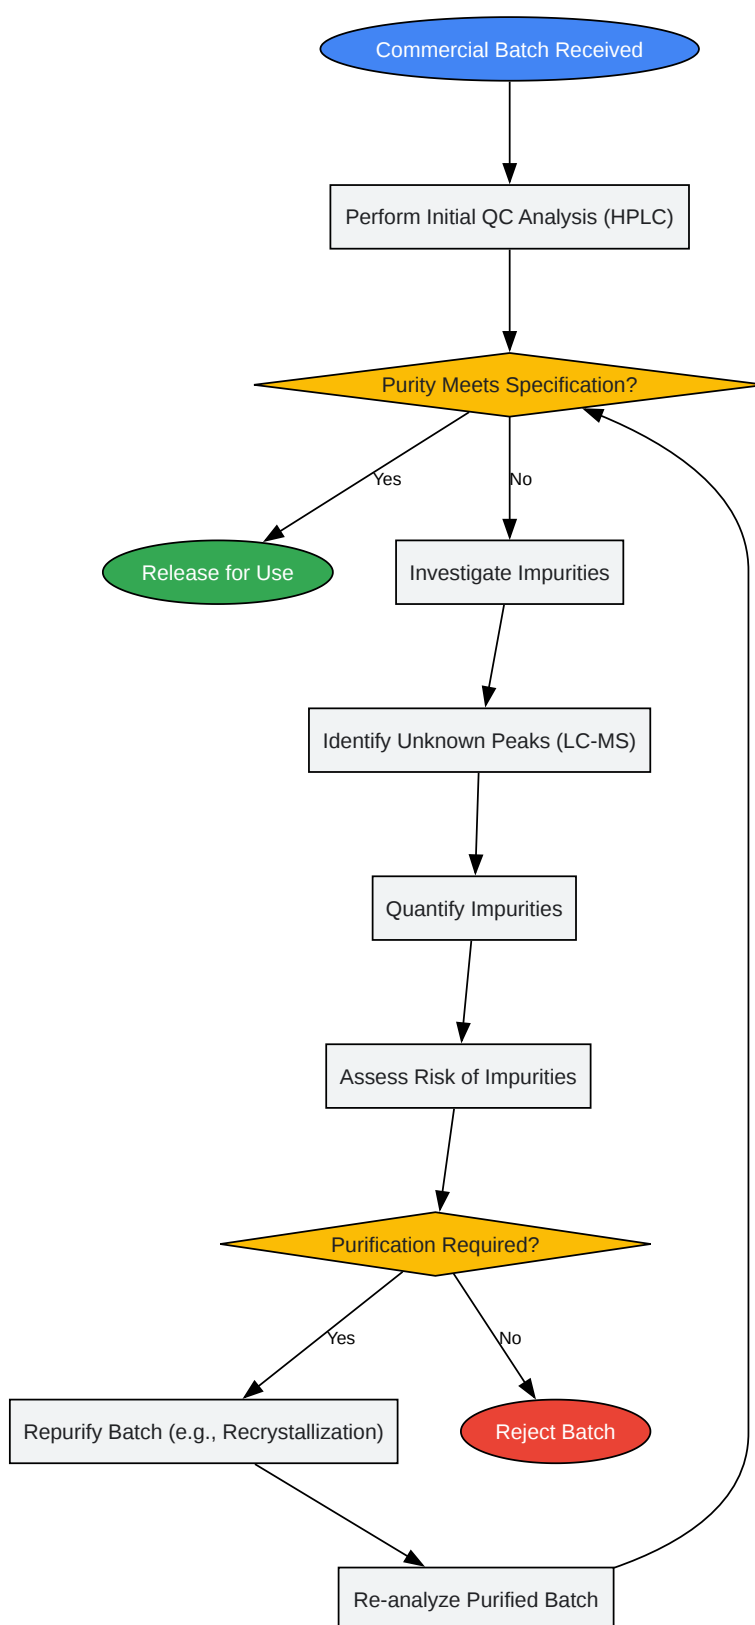 Commercial Batch Received
Perform Initial QC Analysis (HPLC)
Purity Meets Specification?
Yes
No
Release for Use
Investigate Impurities
Identify Unknown Peaks (LC-MS)
Quantify Impurities
Assess Risk of Impurities
Purification Required?
Yes
No
Repurify Batch (e.g., Recrystallization)
Reject Batch
Re-analyze Purified Batch